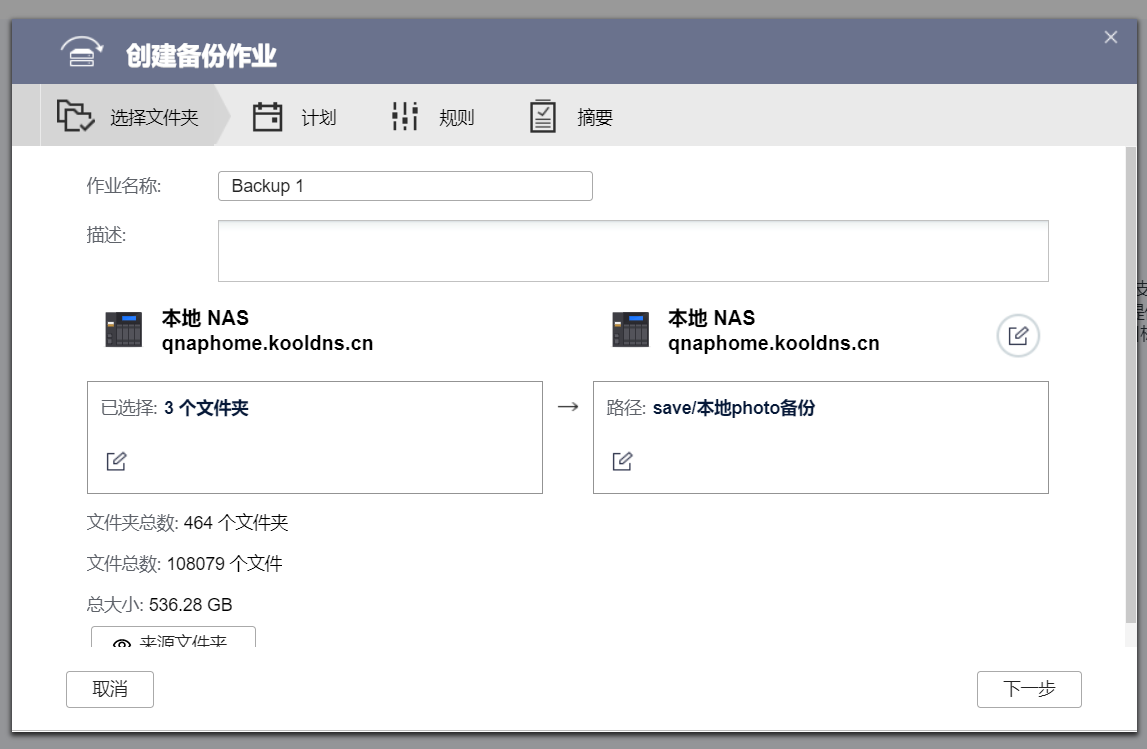 创建备份作业
选择文件夹
计划
规则
摘要
作业名称:
Backup 1
描述:
本地 NAS
qnaphome.kooldns.cn
本地 NAS
qnaphome.kooldns.cn
已选择: 3 个文件夹
路径: save/本地photo备份
文件夹总数: 464 个文件夹
文件总数: 108079 个文件
总大小: 536.28 GB
来源文件夹
取消
下一步